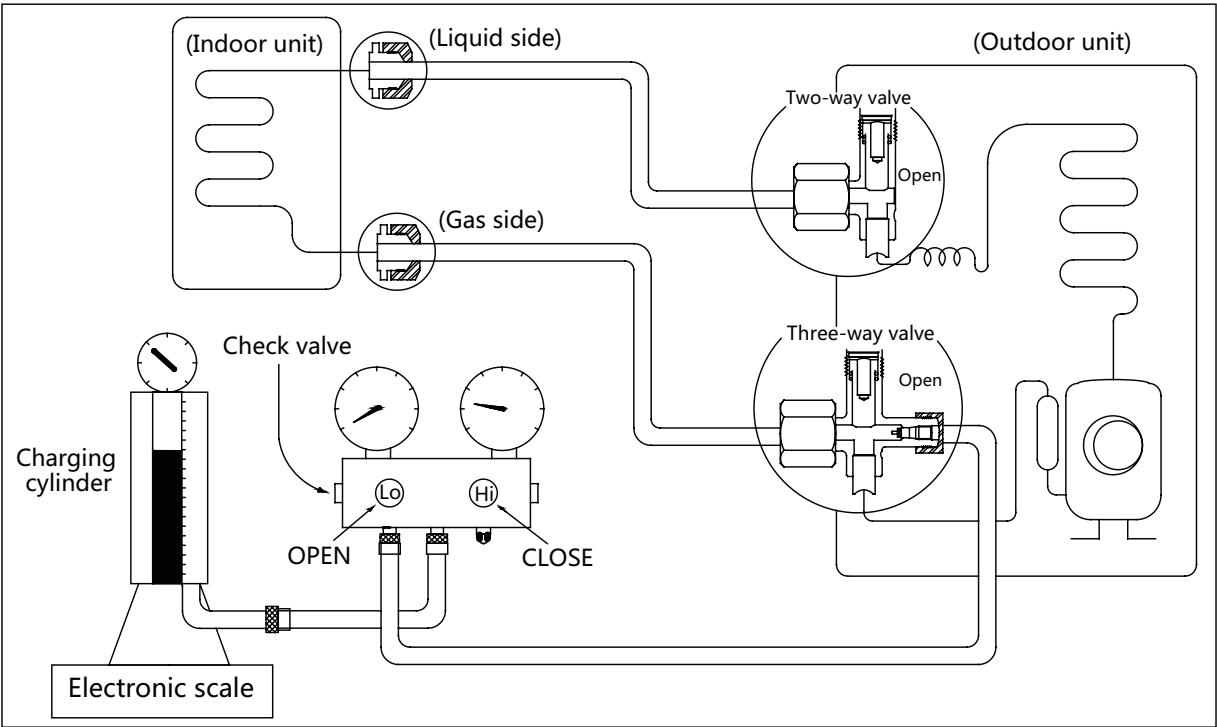 (Indoor unit)
(Liquid side)
(Outdoor unit)
Two-way valve
Open
(Gas side)
Three-way valve
Open
Check valve
Charging
cylinder
Lo
Hi
OPEN
CLOSE
Electronic scale